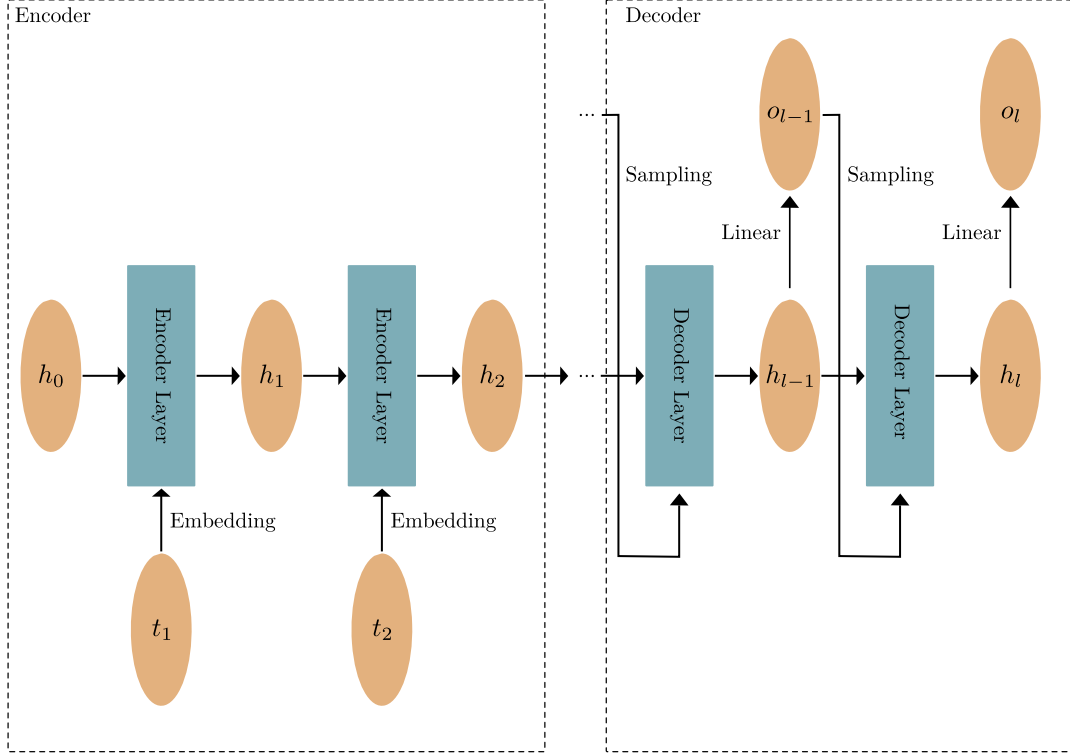 Encoder
Decoder
o_{l−1}
o_l
...
Sampling
Sampling
Linear
Linear
h_0
Encoder Layer
h_1
Encoder Layer
h_2
...
Decoder Layer
h_{l−1}
Decoder Layer
h_l
Embedding
Embedding
t_1
t_2